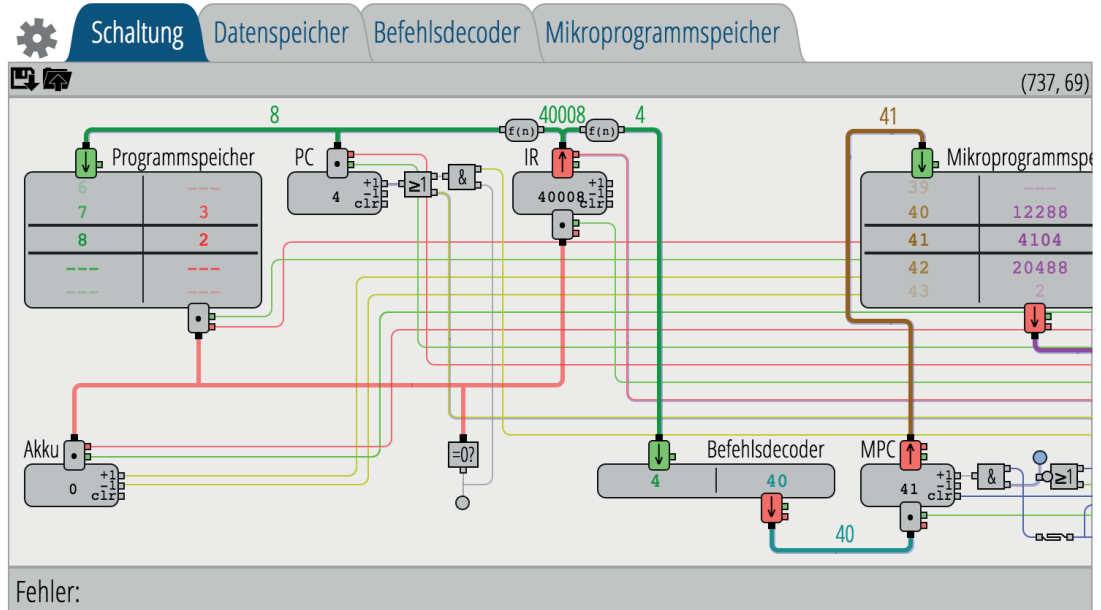 Schaltung Datenspeicher Befehlsdecoder Mikroprogrammspeicher
(737, 69)
8 40008 4 41
f(n) f(n)
Programmspeicher PC IR Mikroprogrammspe
6 ---
7 3
8 2
--- ---
--- ---
4 +1 -1 clr
≥1 &
40008 +1 -1 clr
39 ---
40 12288
41 4104
42 20488
43 2
Akku =0? Befehlsdecoder MPC
0 +1 -1 clr
4 40
41 +1 -1 clr
& ≥1
40
Fehler: